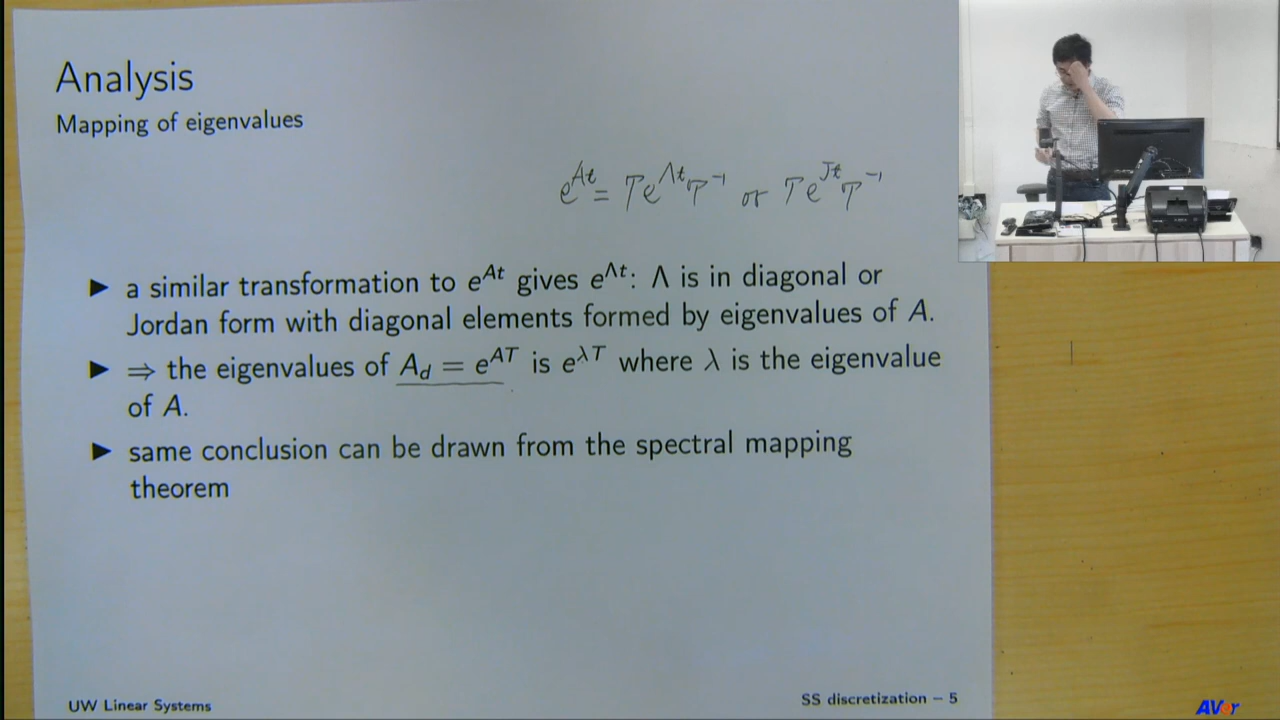 Analysis
Mapping of eigenvalues
e^{At} = Te^{Λt}T^{-1} or Te^{Jt}T^{-1}
▶ a similar transformation to e^{At} gives e^{Λt}: Λ is in diagonal or
Jordan form with diagonal elements formed by eigenvalues of A.
▶ ⇒ the eigenvalues of A_d = e^{AT} is e^{λT} where λ is the eigenvalue
of A.
▶ same conclusion can be drawn from the spectral mapping
theorem
UW Linear Systems
SS discretization – 5
AVer